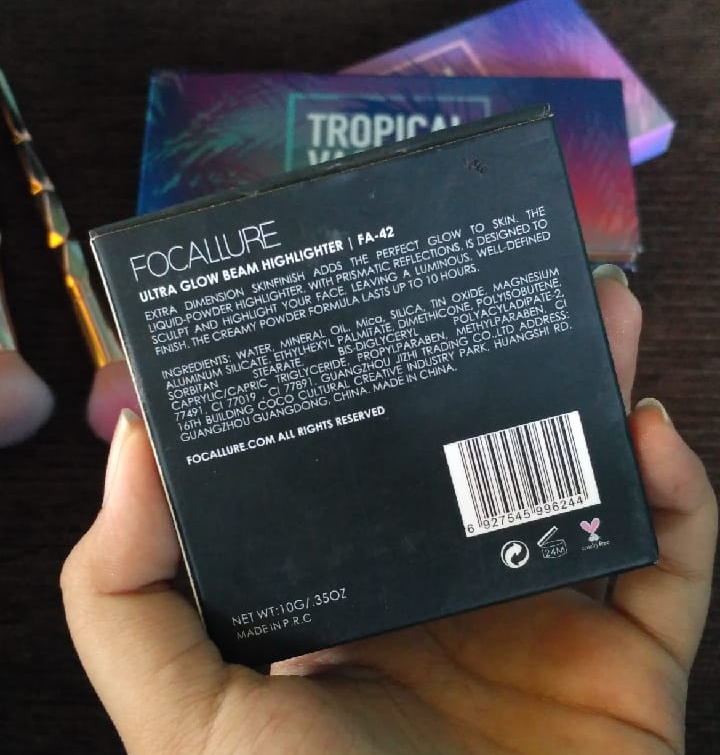 TROPICAL
FOCALLURE
ULTRA GLOW BEAM HIGHLIGHTER | FA-42
EXTRA DIMENSION SKINFINISH ADDS THE PERFECT GLOW TO SKIN. THE
LIQUID-POWDER HIGHLIGHTER, WITH PRISMATIC REFLECTIONS, IS DESIGNED TO
SCULPT AND HIGHLIGHT YOUR FACE, LEAVING A LUMINOUS, WELL-DEFINED
FINISH. THE CREAMY POWDER FORMULA LASTS UP TO 10 HOURS.
INGREDIENTS: WATER, MINERAL OIL, Mica, SILICA, TIN OXIDE, MAGNESIUM
ALUMINUM SILICATE, ETHYLHEXYL PALMITATE, DIMETHICONE, POLYISOBUTENE,
SORBITAN STEARATE, BIS-DIGLYCERYL POLYACYLADIPATE-2,
CAPRYLIC/CAPRIC TRIGLYCERIDE, PROPYLPARABEN, METHYLPARABEN, CI
77491, CI 77019 , CI 77891. GUANGZHOU JIZHI TRADING CO.,LTD ADDRESS:
16TH BUILDING COCO CULTURAL CREATIVE INDUSTRY PARK, HUANGSHI RD.
GUANGZHOU GUANGDONG, CHINA. MADE IN CHINA.
FOCALLURE.COM ALL RIGHTS RESERVED
6 927545 996244
24M
crueltyfree
NET WT:10G/.35OZ
MADE IN P.R.C